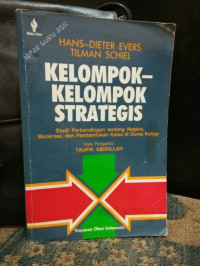 HANS-DIETER EVERS
TILMAN SCHIEL
KELOMPOK-
KELOMPOK
STRATEGIS
Studi Perbandingan tentang Negara,
Birokrasi, dan Pembentukan Kelas di Dunia Ketiga
Kata Pengantar
TAUFIK ABDULLAH
Yayasan Obor Indonesia